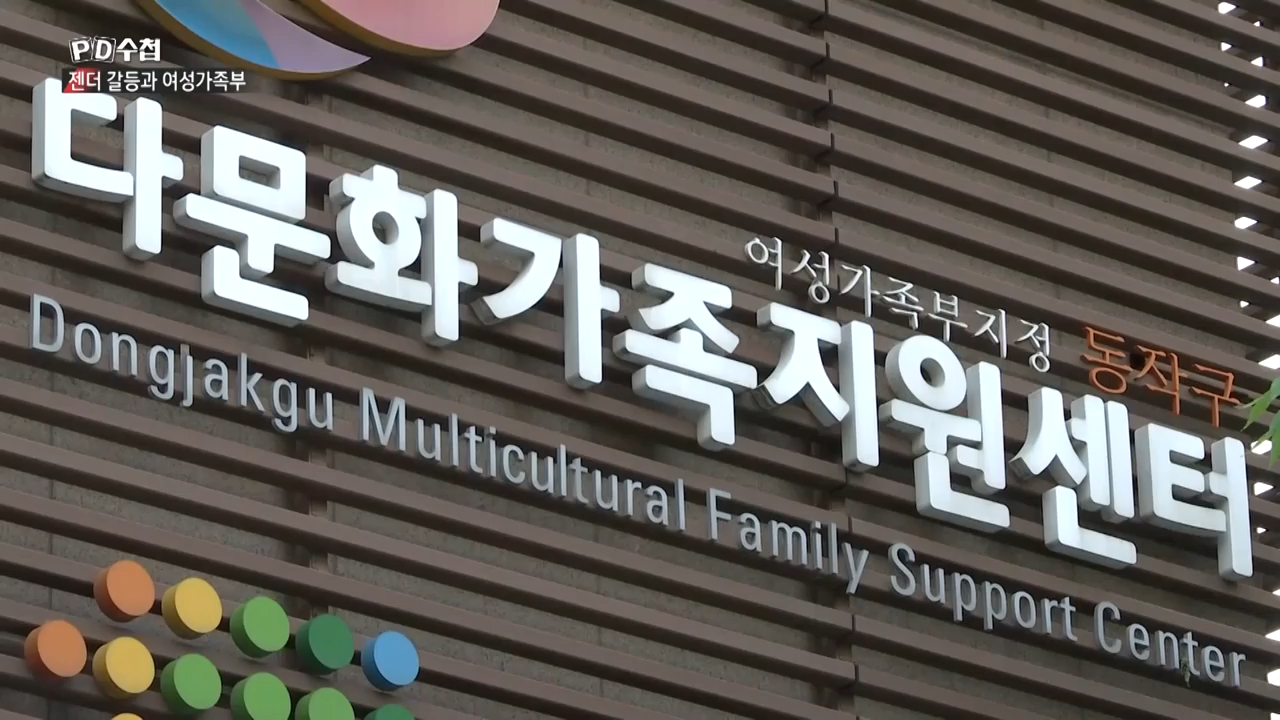 PD수첩
젠더 갈등과 여성가족부
여성가족부지정 동작구
다문화가족지원센터
Dongjakgu Multicultural Family Support Center